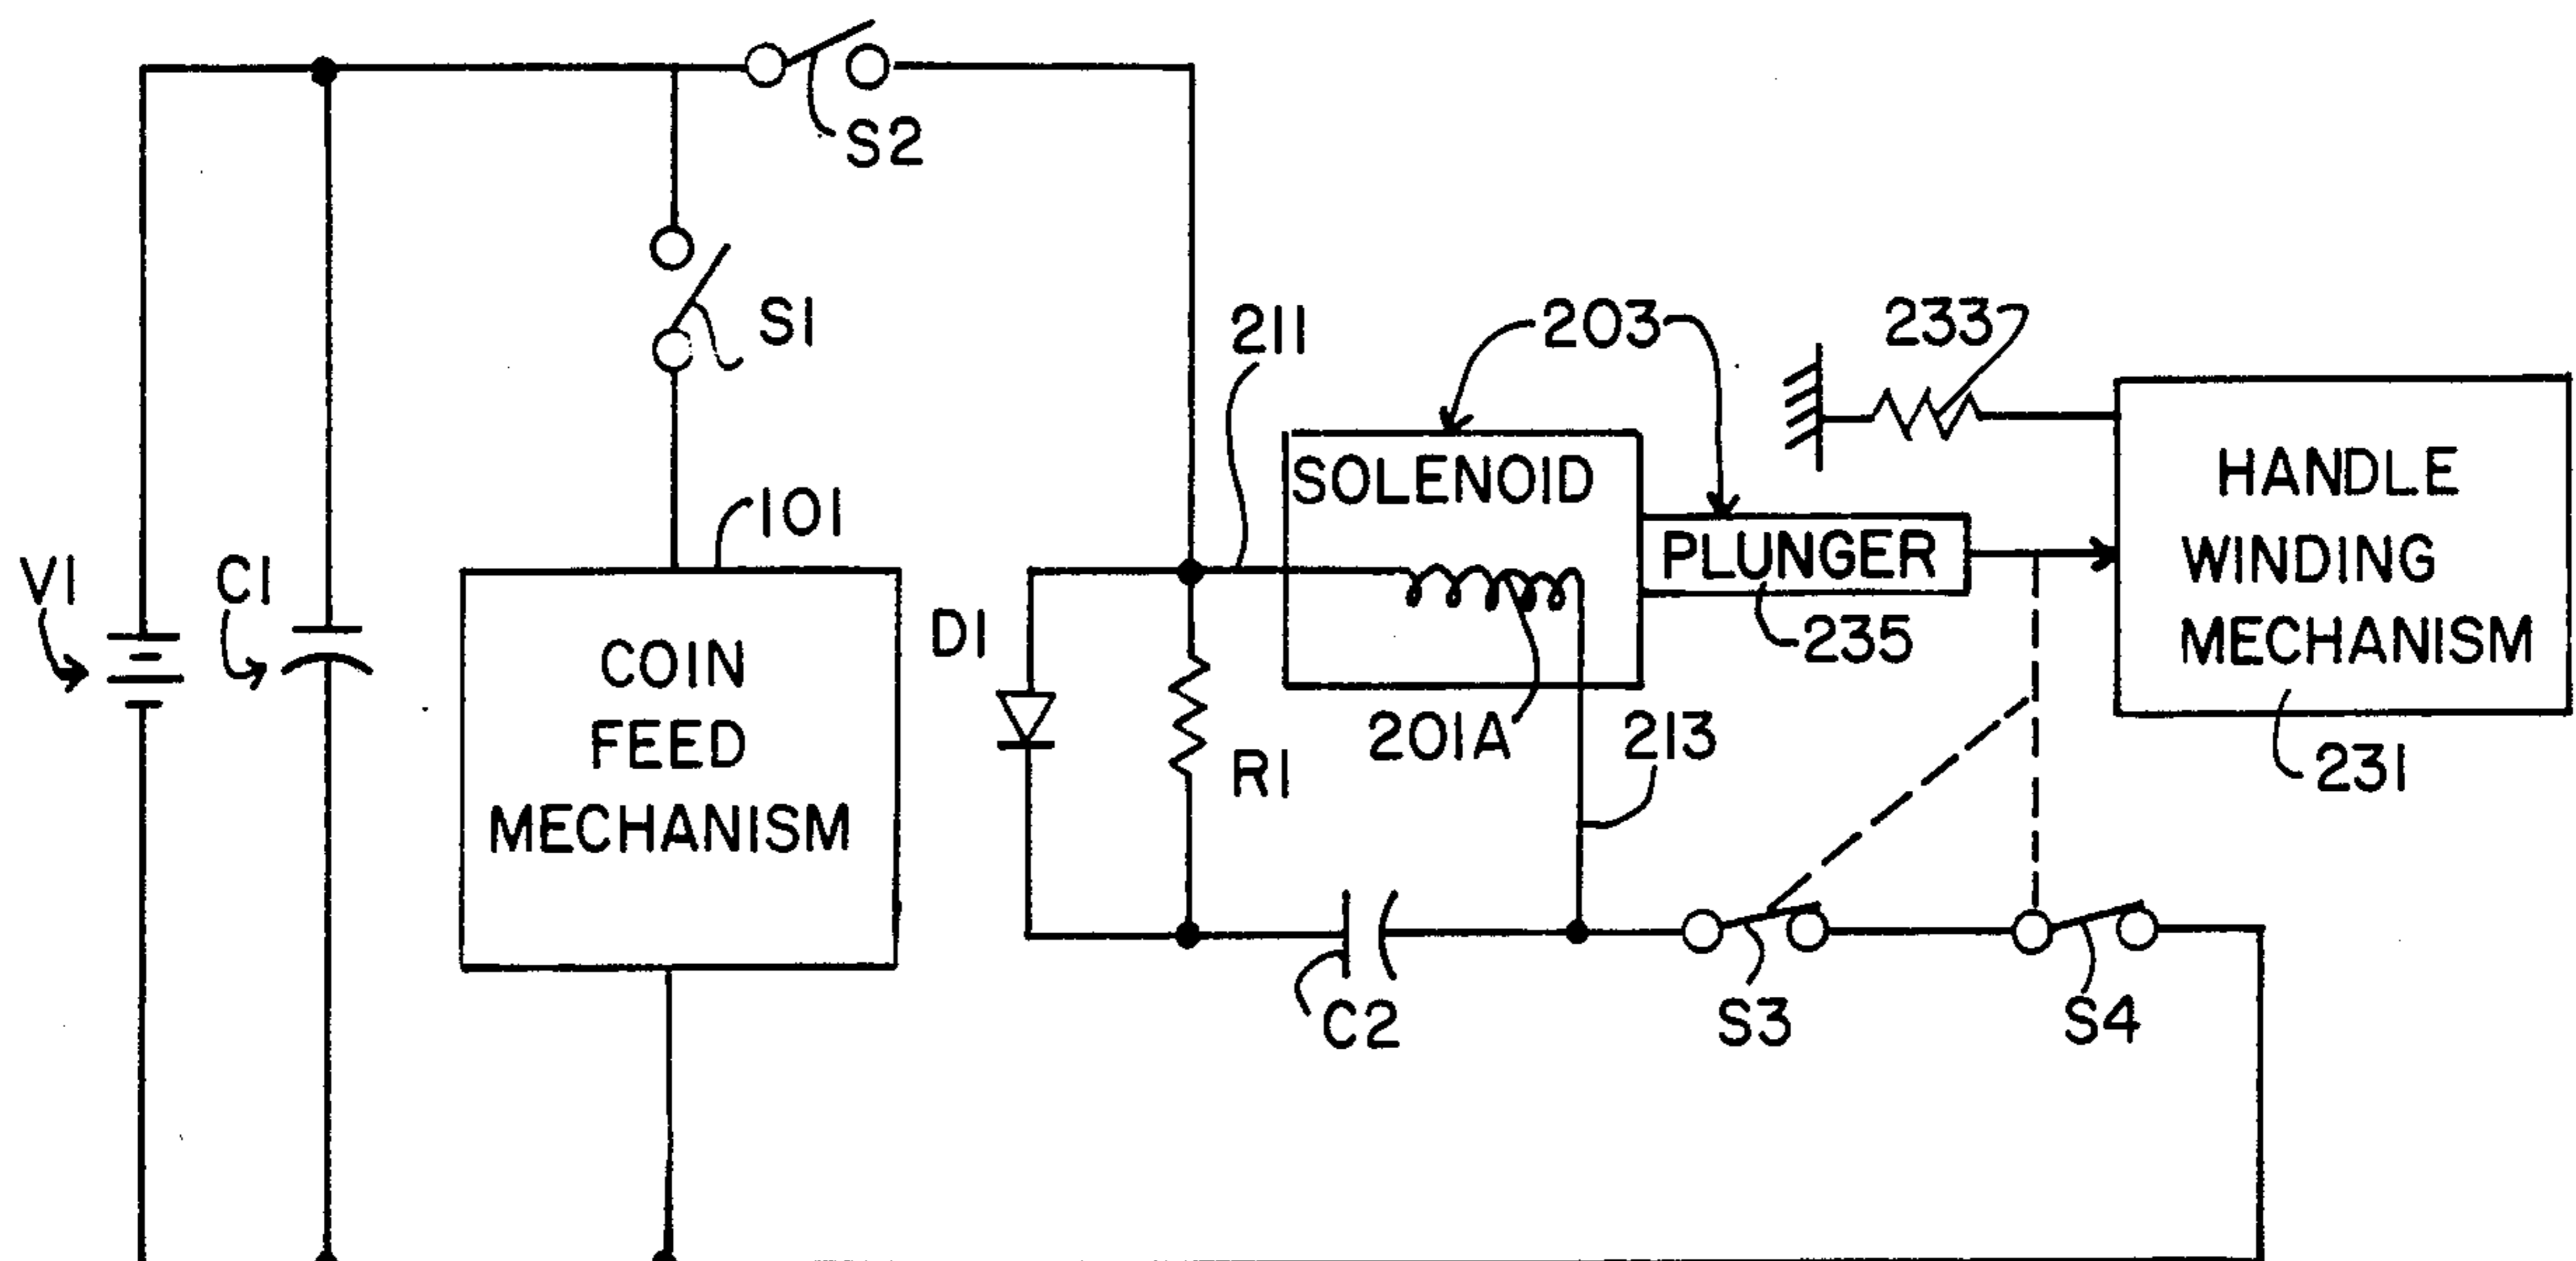 S2
S1
203
233
211
101
SOLENOID
HANDLE
WINDING
MECHANISM
PLUNGER
V1
C1
D1
235
COIN
FEED
MECHANISM
201A
213
R1
231
C2
S3
S4